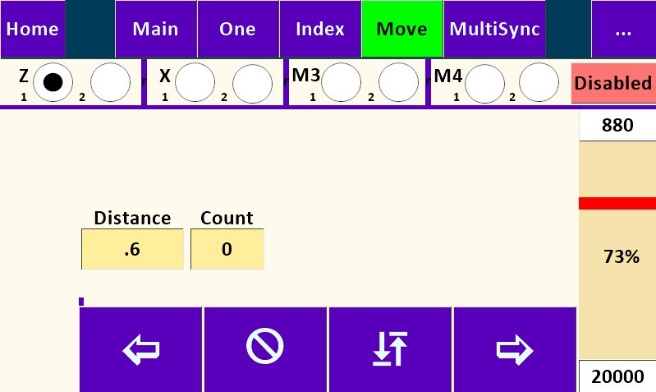 Home Main One Index Move MultiSync ...
Z 1 2 X 1 2 M3 1 2 M4 1 2 Disabled
880
Distance Count
.6 0
73%
20000